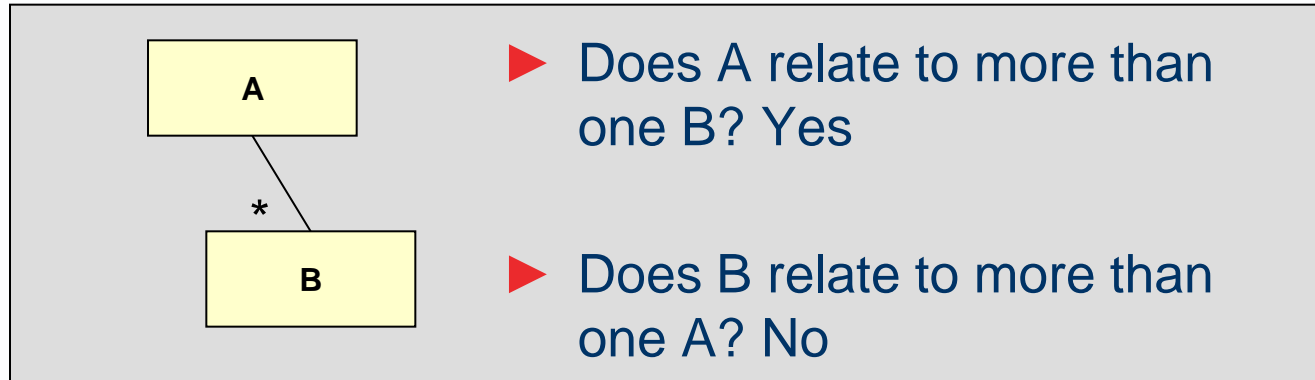 A
*
B
Does A relate to more than
one B? Yes
Does B relate to more than
one A? No